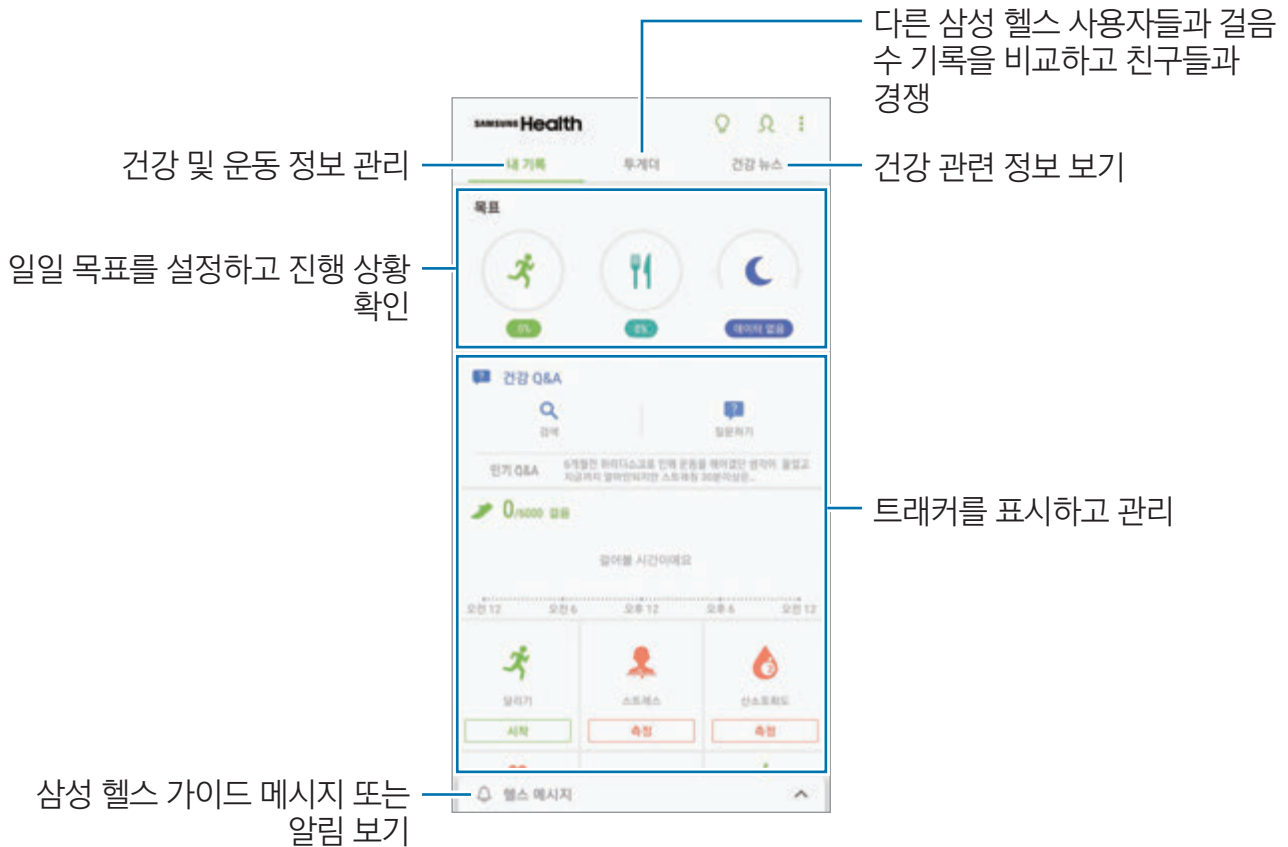 다른 삼성 헬스 사용자들과 걸음
수 기록을 비교하고 친구들과
경쟁
SAMSUNG Health
건강 및 운동 정보 관리
내 기록
투게더
건강 뉴스
건강 관련 정보 보기
목표
일일 목표를 설정하고 진행 상황
확인
0%
0%
데이터 없음
건강 Q&A
검색
질문하기
인기 Q&A
0/6000 걸음
트래커를 표시하고 관리
걸어볼 시간이에요
오전 12
오전 6
오후 12
오후 6
오전 12
달리기
스트레스
산소포화도
시작
측정
측정
삼성 헬스 가이드 메시지 또는
알림 보기
헬스 메시지